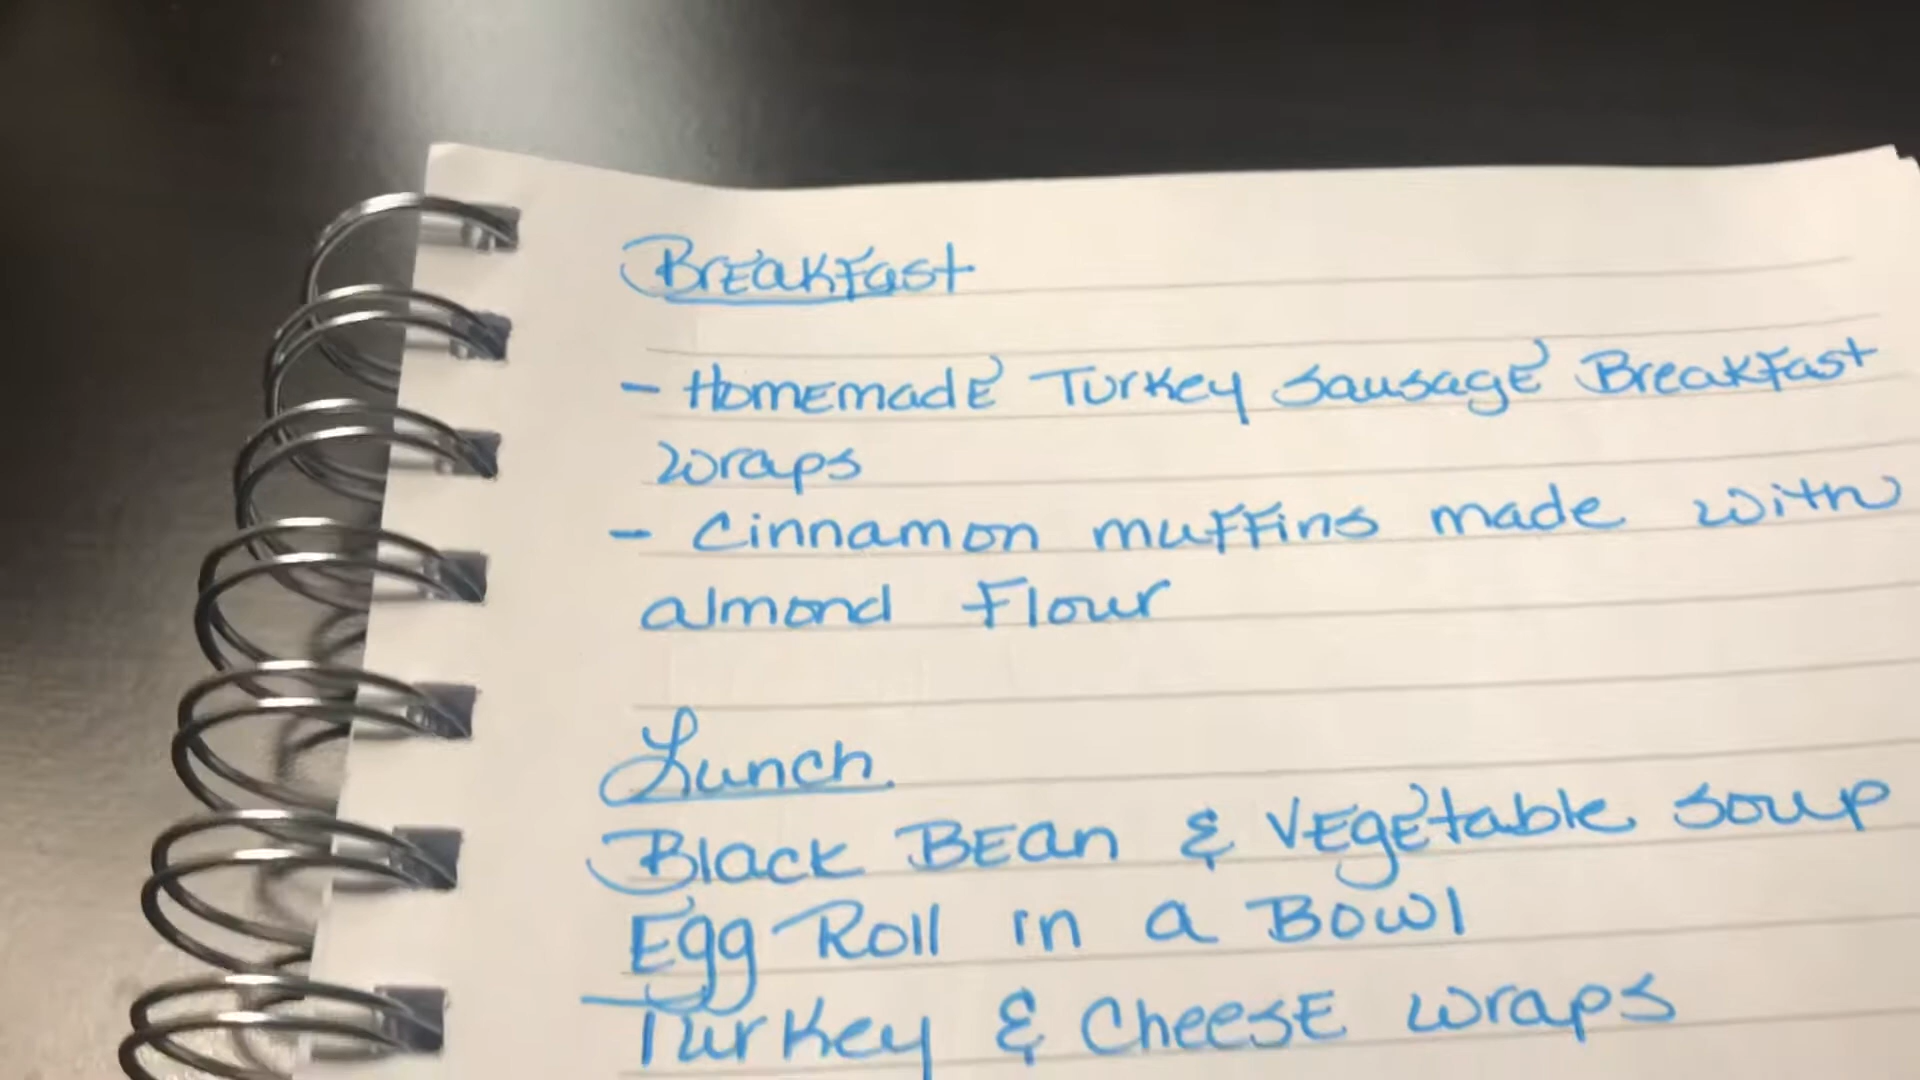 Breakfast
- Homemade Turkey Sausage Breakfast
wraps
- Cinnamon muffins made with
almond Flour
Lunch
Black Bean & Vegetable Soup
Egg Roll in a Bowl
Turkey & Cheese wraps